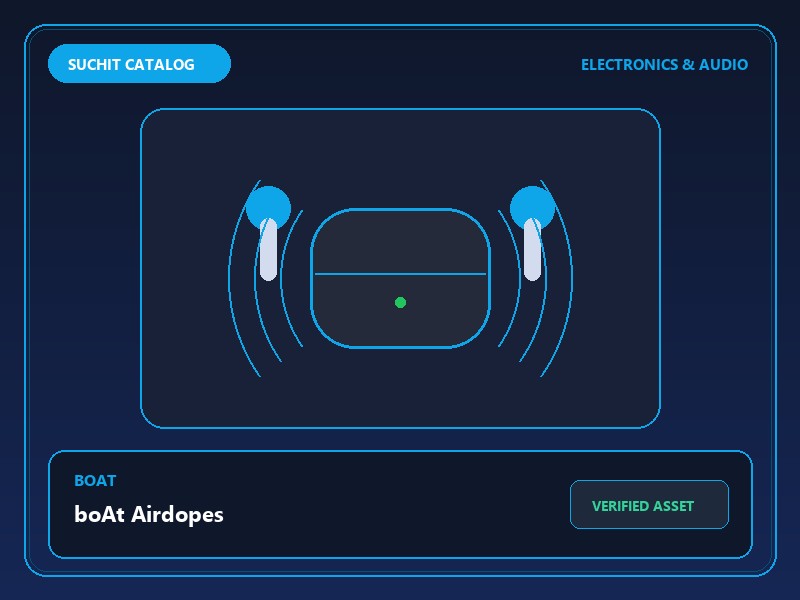 SUCHIT CATALOG
ELECTRONICS & AUDIO
BOAT
boAt Airdopes
VERIFIED ASSET